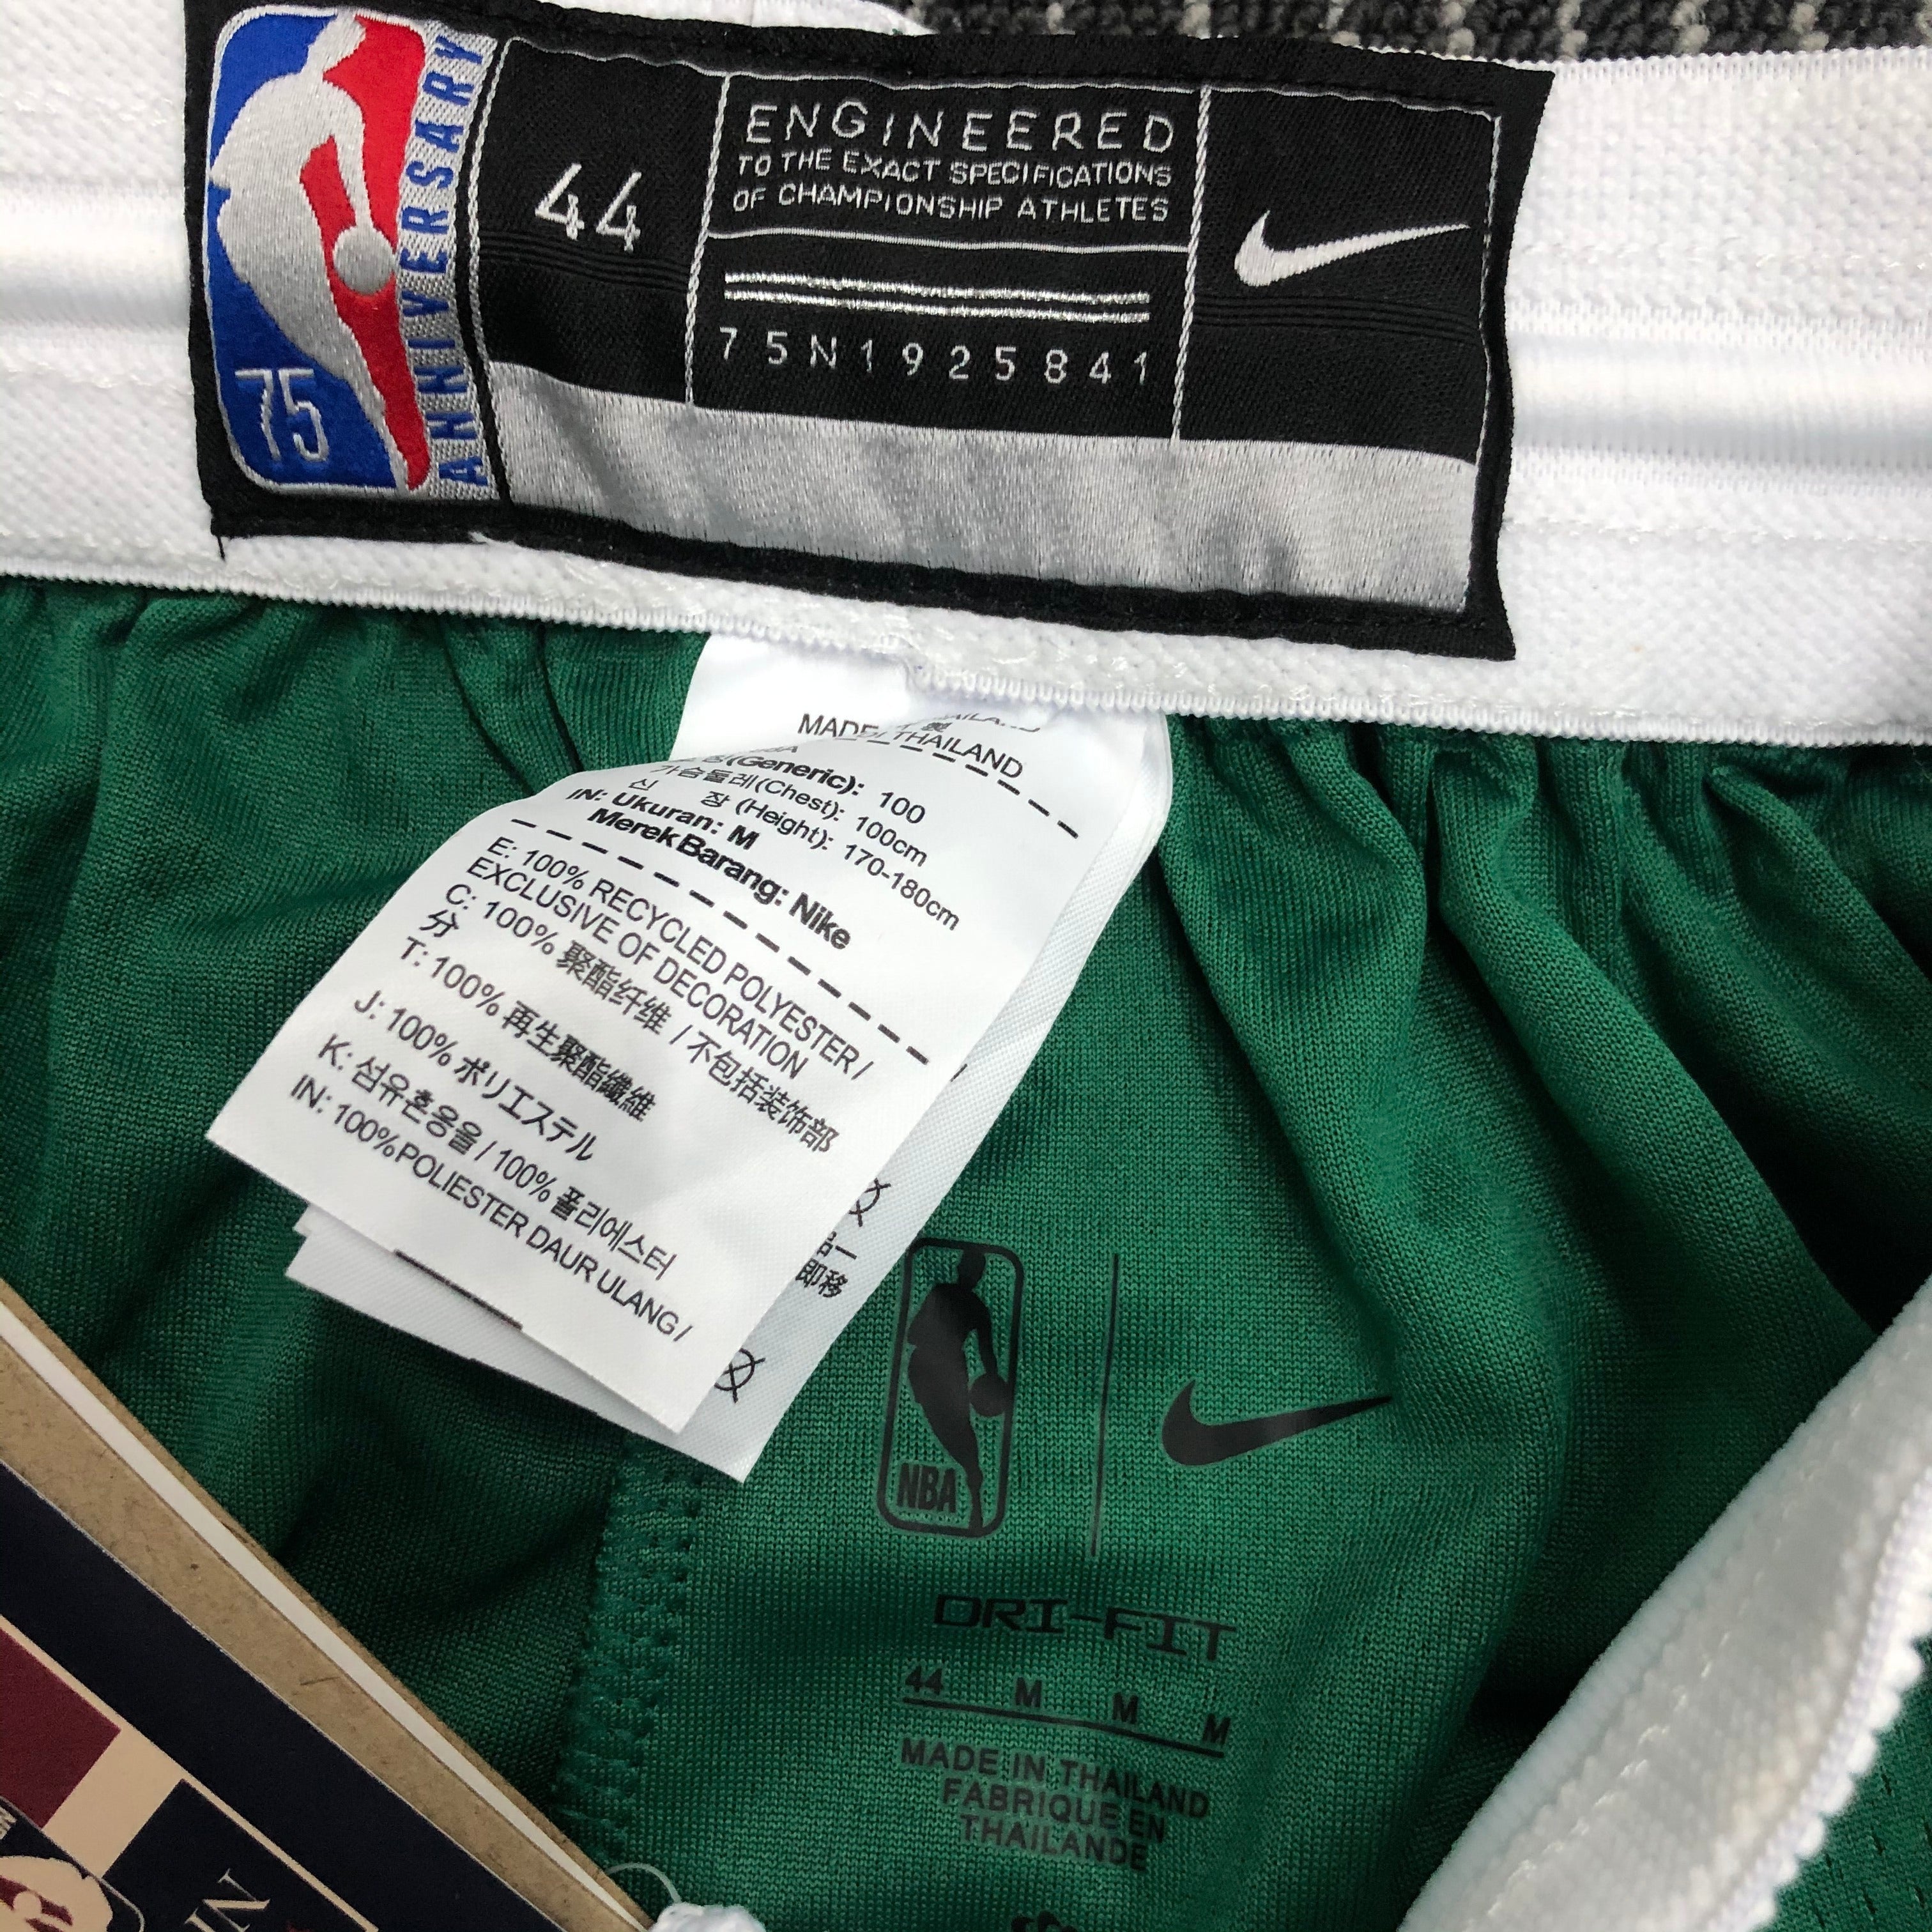 75
ANNIVERSARY
44
ENGINEERED
TO THE EXACT SPECIFICATIONS
OF CHAMPIONSHIP ATHLETES
75N1925841
MADE THAILAND
(Generic): 100
가슴둘레(Chest): 100cm
신 장 (Height): 170-180cm
IN: Ukuran: M
Merek Barang: Nike
E: 100% RECYCLED POLYESTER /
EXCLUSIVE OF DECORATION
C: 100% 聚酯纤维 / 不包括装饰部
分
T: 100% 再生聚酯纖維
J: 100% ポリエステル
K: 섬유혼용율 / 100% 폴리에스터
IN: 100%POLIESTER DAUR ULANG /
即移
NBA
DRI-FIT
44 M M M
MADE IN THAILAND
FABRIQUE EN
THAILANDE
IN